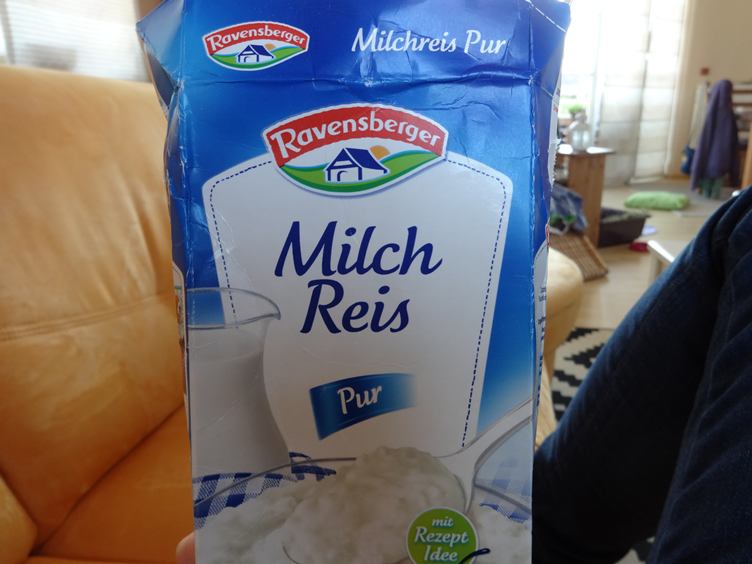 Ravensberger
Milchreis Pur
Ravensberger
Milch
Reis
Pur
mit
Rezept
Idee